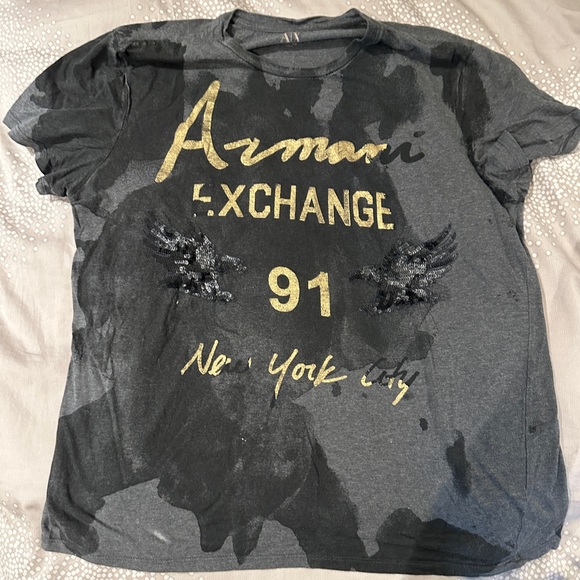 A|X
Armani
EXCHANGE
91
New York City